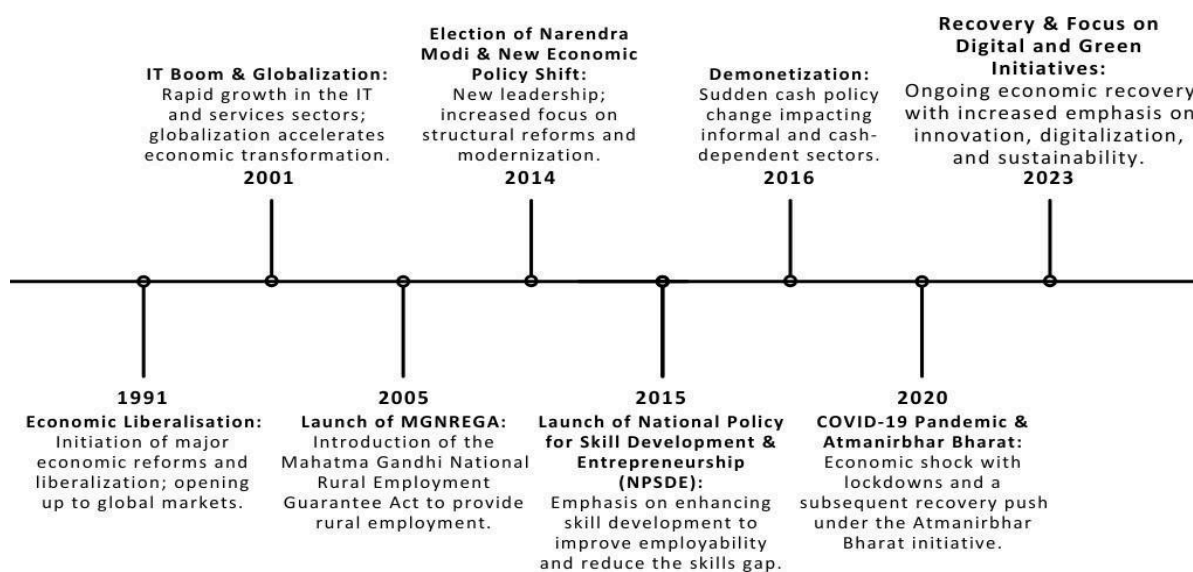 IT Boom & Globalization:
Rapid growth in the IT
and services sectors;
globalization accelerates
economic transformation.
2001
Election of Narendra
Modi & New Economic
Policy Shift:
New leadership;
increased focus on
structural reforms and
modernization.
2014
Demonetization:
Sudden cash policy
change impacting
informal and cash-
dependent sectors.
2016
Recovery & Focus on
Digital and Green
Initiatives:
Ongoing economic recovery
with increased emphasis on
innovation, digitalization,
and sustainability.
2023
1991
Economic Liberalisation:
Initiation of major
economic reforms and
liberalization; opening
up to global markets.
2005
Launch of MGNREGA:
Introduction of the
Mahatma Gandhi National
Rural Employment
Guarantee Act to provide
rural employment.
2015
Launch of National Policy
for Skill Development &
Entrepreneurship
(NPSDE):
Emphasis on enhancing
skill development to
improve employability
and reduce the skills gap.
2020
COVID-19 Pandemic &
Atmanirbhar Bharat:
Economic shock with
lockdowns and a
subsequent recovery push
under the Atmanirbhar
Bharat initiative.